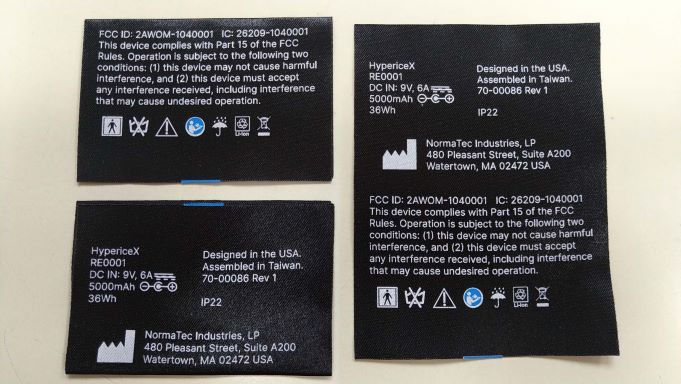 FCC ID: 2AWOM-1040001 IC: 26209-1040001
This device complies with Part 15 of the FCC
Rules. Operation is subject to the following two
conditions: (1) this device may not cause harmful
interference, and (2) this device must accept
any interference received, including interference
that may cause undesired operation.
Li-ion
HypericeX
RE0001
DC IN: 9V, 6A
5000mAh
36Wh
Designed in the USA.
Assembled in Taiwan.
70-00086 Rev 1
IP22
NormaTec Industries, LP
480 Pleasant Street, Suite A200
Watertown, MA 02472 USA
HypericeX
RE0001
DC IN: 9V, 6A
5000mAh
36Wh
Designed in the USA.
Assembled in Taiwan.
70-00086 Rev 1
IP22
NormaTec Industries, LP
480 Pleasant Street, Suite A200
Watertown, MA 02472 USA
FCC ID: 2AWOM-1040001 IC: 26209-1040001
This device complies with Part 15 of the FCC
Rules. Operation is subject to the following two
conditions: (1) this device may not cause harmful
interference, and (2) this device must accept
any interference received, including interference
that may cause undesired operation.
Li-ion